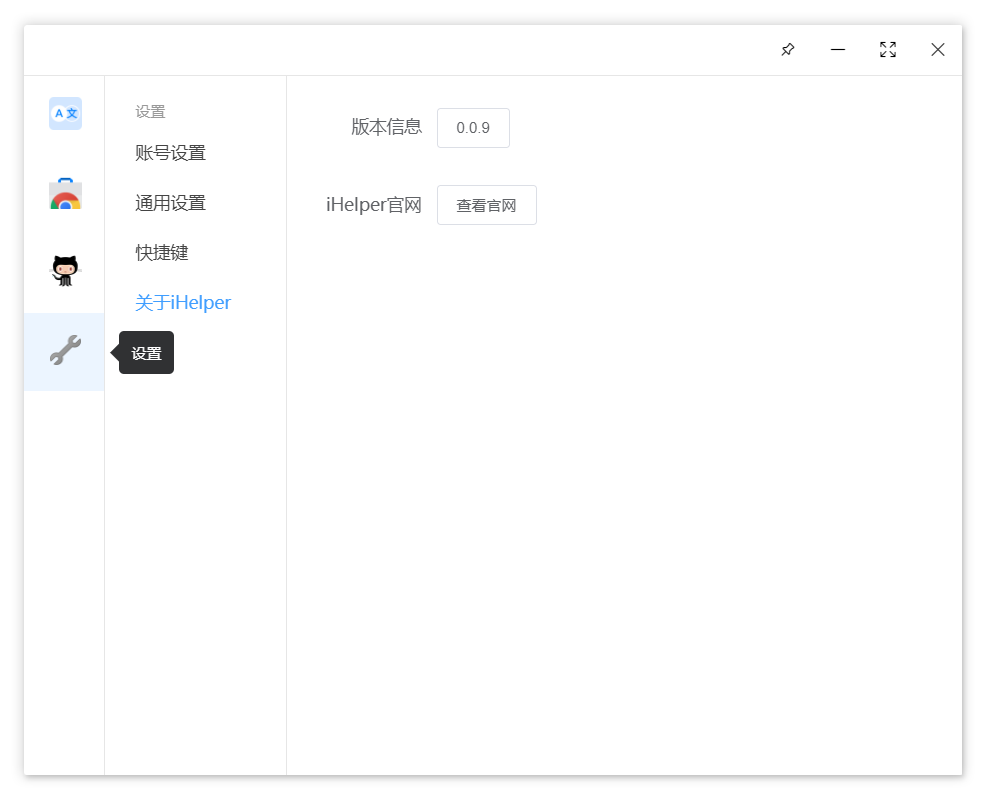 A 文
设置
账号设置
通用设置
快捷键
关于iHelper
设置
版本信息 0.0.9
iHelper官网 查看官网